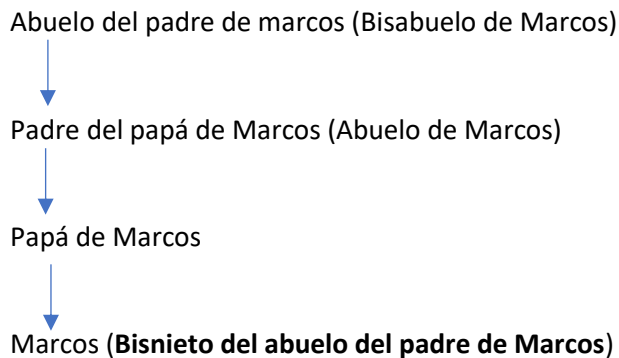 Abuelo del padre de marcos (Bisabuelo de Marcos)
Padre del papá de Marcos (Abuelo de Marcos)
Papá de Marcos
Marcos (Bisnieto del abuelo del padre de Marcos)